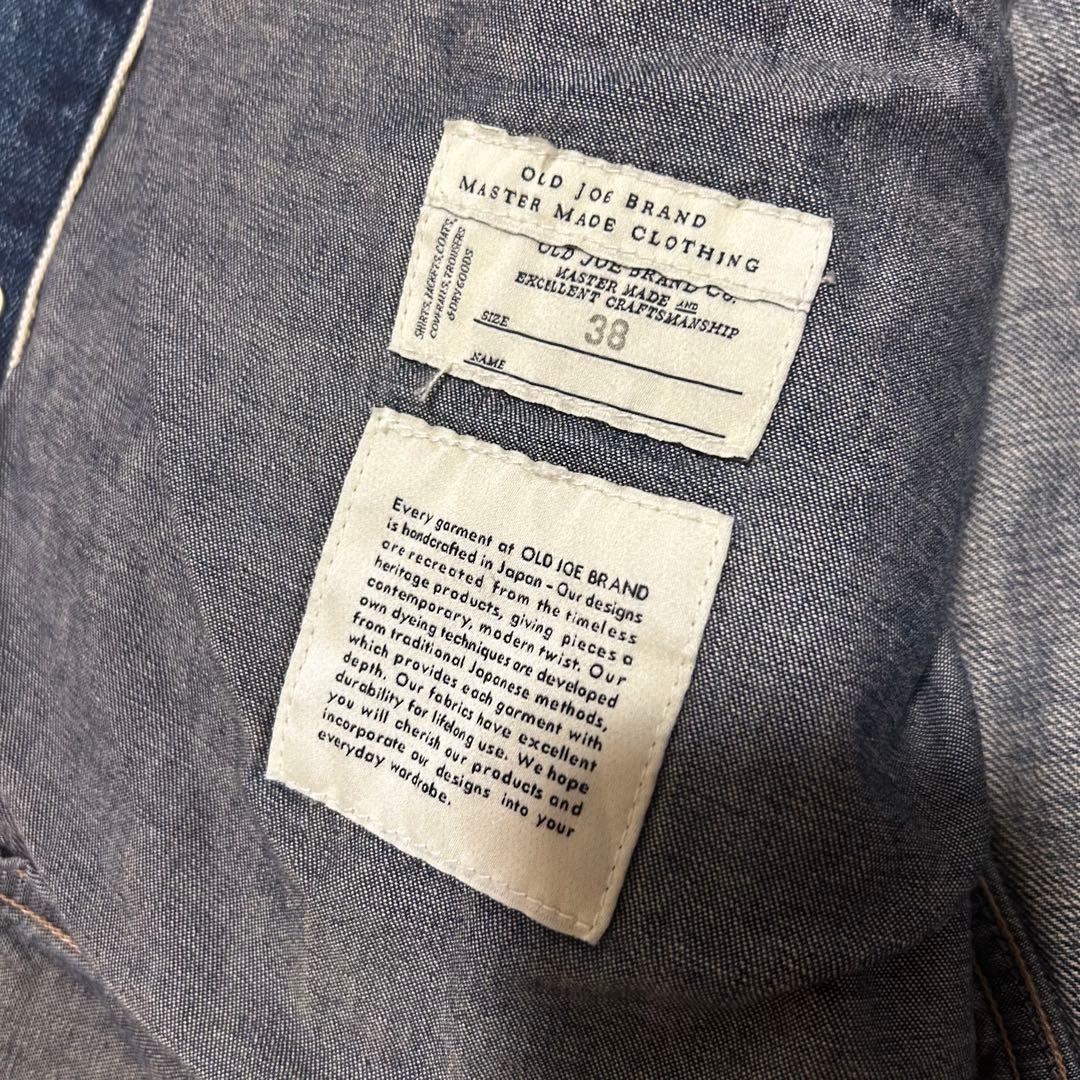 OLD JOE BRAND
MASTER MADE CLOTHING
OLD JOE BRAND CO.
MASTER MADE AND
EXCELLENT CRAFTSMANSHIP
SHIRTS, JACKETS, COATS,
COVERALLS, TROUSERS
& DRY GOODS
SIZE 38
NAME
Every garment at OLD JOE BRAND
is handcrafted in Japan - Our designs
are recreated from the timeless
heritage products, giving pieces a
contemporary, modern twist. Our
own dyeing techniques are developed
from traditional Japanese methods,
which provides each garment with
depth. Our fabrics have excellent
durability for lifelong use. We hope
you will cherish our products and
incorporate our designs into your
everyday wardrobe.